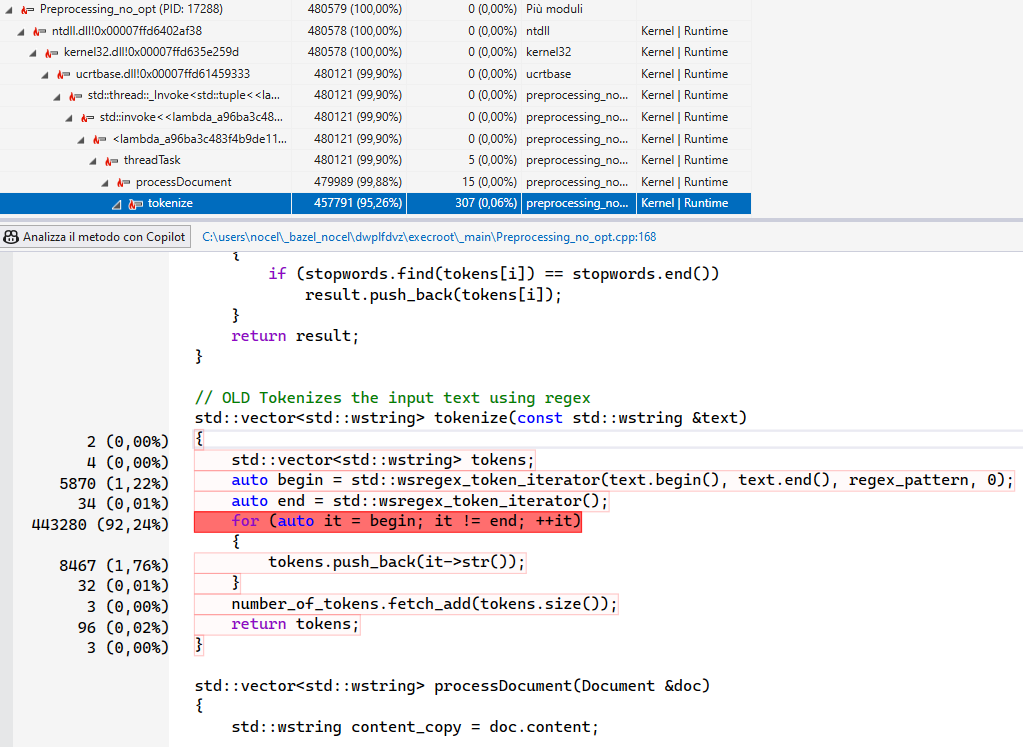 Preprocessing_no_opt (PID: 17288) 480579 (100,00%) 0 (0,00%) Più moduli
ntdll.dll!0x00007ffd6402af38 480578 (100,00%) 0 (0,00%) ntdll Kernel | Runtime
kernel32.dll!0x00007ffd635e259d 480578 (100,00%) 0 (0,00%) kernel32 Kernel | Runtime
ucrtbase.dll!0x00007ffd61459333 480121 (99,90%) 0 (0,00%) ucrtbase Kernel | Runtime
std::thread::_Invoke<std::tuple<<la... 480121 (99,90%) 0 (0,00%) preprocessing_no... Kernel | Runtime
std::invoke<<lambda_a96ba3c48... 480121 (99,90%) 0 (0,00%) preprocessing_no... Kernel | Runtime
<lambda_a96ba3c483f4b9de11... 480121 (99,90%) 0 (0,00%) preprocessing_no... Kernel | Runtime
threadTask 480121 (99,90%) 5 (0,00%) preprocessing_no... Kernel | Runtime
processDocument 479989 (99,88%) 15 (0,00%) preprocessing_no... Kernel | Runtime
tokenize 457791 (95,26%) 307 (0,06%) preprocessing_no... Kernel | Runtime
Analizza il metodo con Copilot C:\users\nocel\_bazel_nocel\dwplfdvz\execroot\_main\Preprocessing_no_opt.cpp:168
{
if (stopwords.find(tokens[i]) == stopwords.end())
result.push_back(tokens[i]);
}
return result;
}
// OLD Tokenizes the input text using regex
std::vector<std::wstring> tokenize(const std::wstring &text)
2 (0,00%) {
4 (0,00%) std::vector<std::wstring> tokens;
5870 (1,22%) auto begin = std::wsregex_token_iterator(text.begin(), text.end(), regex_pattern, 0);
34 (0,01%) auto end = std::wsregex_token_iterator();
443280 (92,24%) for (auto it = begin; it != end; ++it)
{
8467 (1,76%) tokens.push_back(it->str());
32 (0,01%) }
3 (0,00%) number_of_tokens.fetch_add(tokens.size());
96 (0,02%) return tokens;
3 (0,00%) }
std::vector<std::wstring> processDocument(Document &doc)
{
std::wstring content_copy = doc.content;